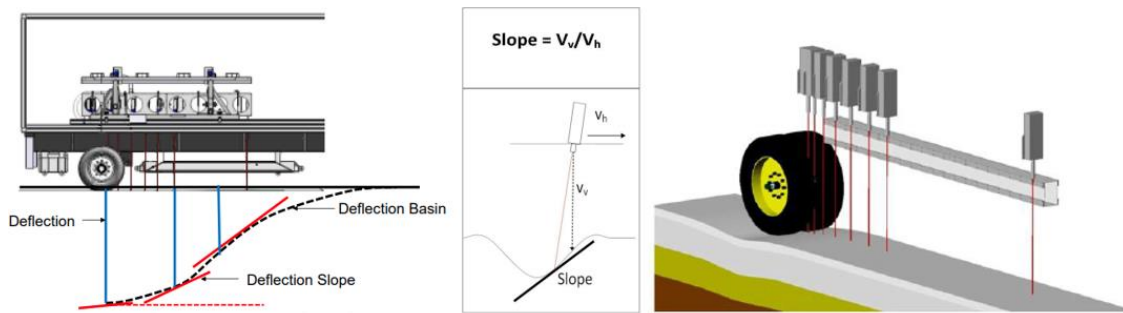 Deflection
Deflection Basin
Deflection Slope
Slope = Vv/Vh
Vh
Vv
Slope